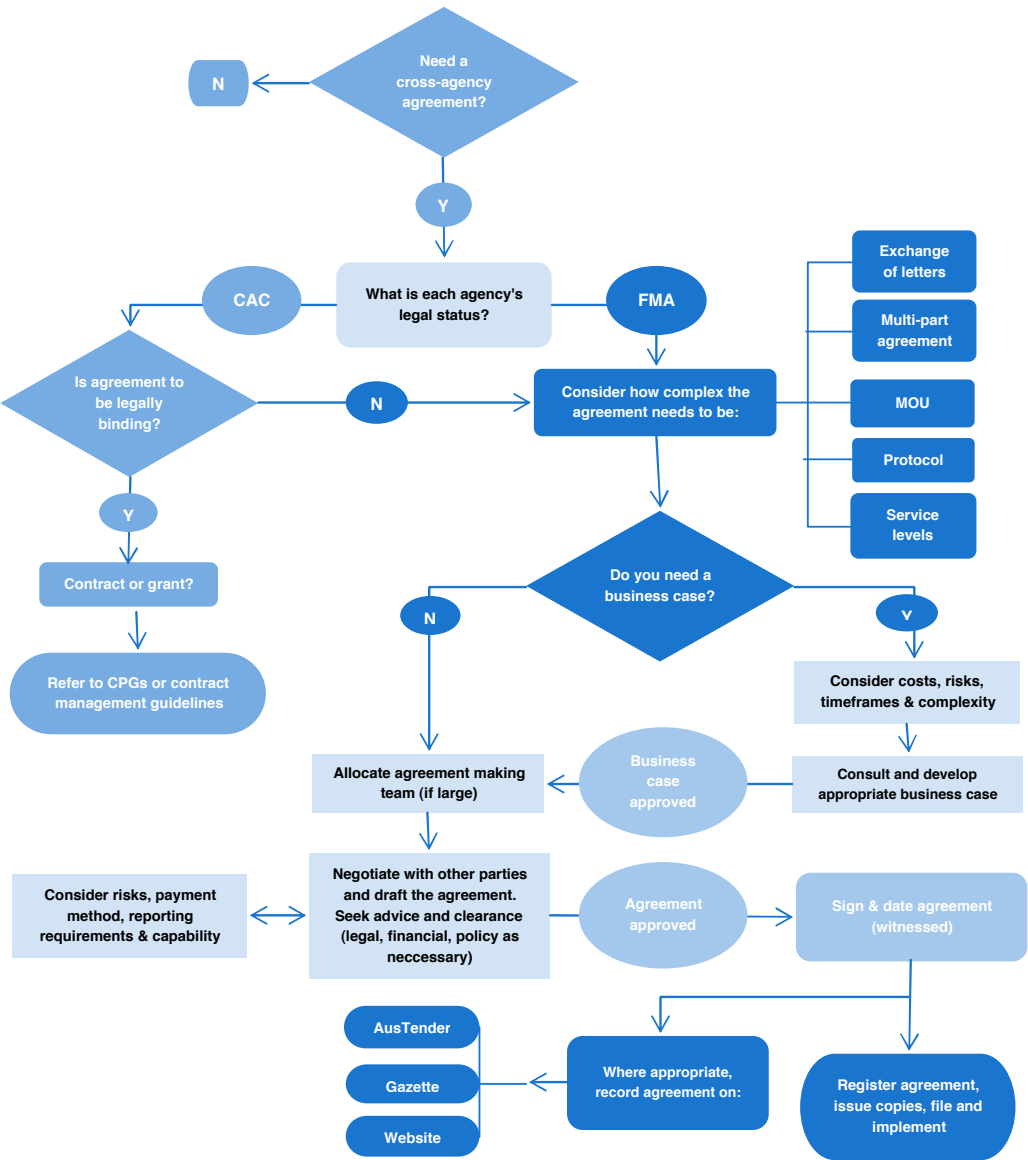 Need a
cross-agency
agreement?
N
Y
What is each agency's
legal status?
CAC
FMA
Exchange
of letters
Multi-part
agreement
MOU
Protocol
Service
levels
Is agreement to
be legally
binding?
N
Consider how complex the
agreement needs to be:
Y
Contract or grant?
Refer to CPGs or contract
management guidelines
Do you need a
business case?
N
Y
Consider costs, risks,
timeframes & complexity
Consult and develop
appropriate business case
Business
case
approved
Allocate agreement making
team (if large)
Negotiate with other parties
and draft the agreement.
Seek advice and clearance
(legal, financial, policy as
neccessary)
Consider risks, payment
method, reporting
requirements & capability
Agreement
approved
Sign & date agreement
(witnessed)
Where appropriate,
record agreement on:
AusTender
Gazette
Website
Register agreement,
issue copies, file and
implement